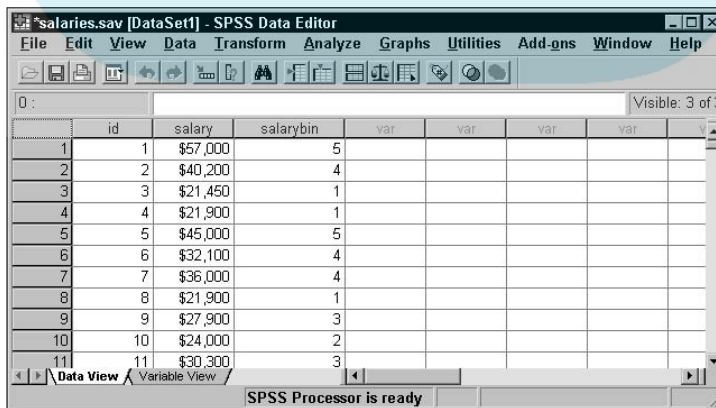 *salaries.sav [DataSet1] - SPSS Data Editor
File Edit View Data Transform Analyze Graphs Utilities Add-ons Window Help
0 : Visible: 3 of
id salary salarybin var var var var
1 1 $57,000 5
2 2 $40,200 4
3 3 $21,450 1
4 4 $21,900 1
5 5 $45,000 5
6 6 $32,100 4
7 7 $36,000 4
8 8 $21,900 1
9 9 $27,900 3
10 10 $24,000 2
11 11 $30,300 3
Data View Variable View
SPSS Processor is ready